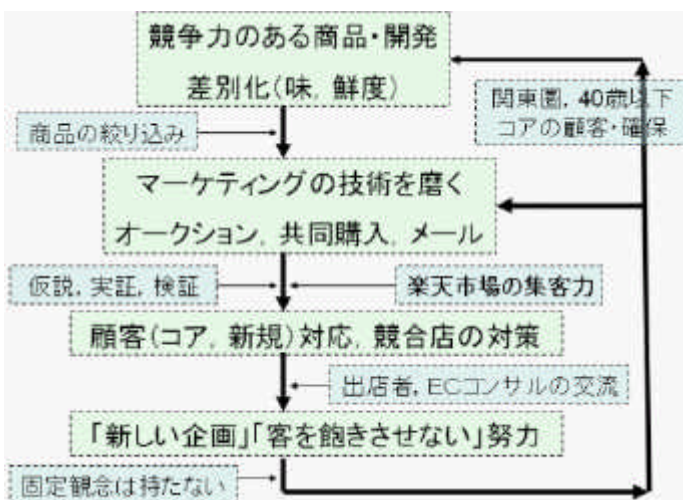 競争力のある商品・開発
差別化(味, 鮮度)
関東圏, 40歳以下
コアの顧客・確保
商品の絞り込み
マーケティングの技術を磨く
オークション, 共同購入, メール
仮説, 実証, 検証
楽天市場の集客力
顧客(コア, 新規)対応, 競合店の対策
出店者, ECコンサルの交流
「新しい企画」「客を飽きさせない」努力
固定観念は持たない